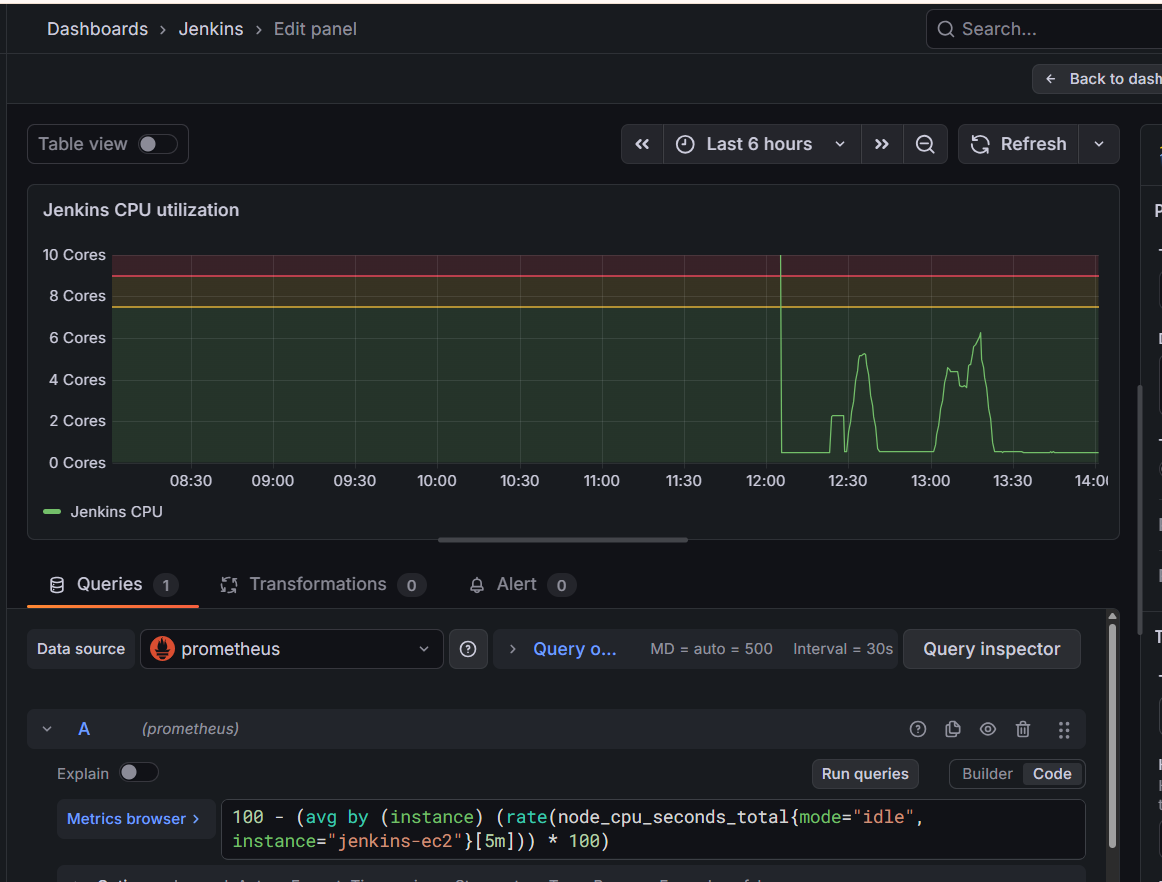 Dashboards > Jenkins > Edit panel
Search...
Back to dash
Table view
Last 6 hours
Refresh
Jenkins CPU utilization
10 Cores
8 Cores
6 Cores
4 Cores
2 Cores
0 Cores
08:30 09:00 09:30 10:00 10:30 11:00 11:30 12:00 12:30 13:00 13:30 14:00
Jenkins CPU
Queries 1 Transformations 0 Alert 0
Data source prometheus Query o... MD = auto = 500 Interval = 30s Query inspector
A (prometheus)
Explain Run queries Builder Code
Metrics browser > 100 - (avg by (instance) (rate(node_cpu_seconds_total{mode="idle",
instance="jenkins-ec2"}[5m])) * 100)